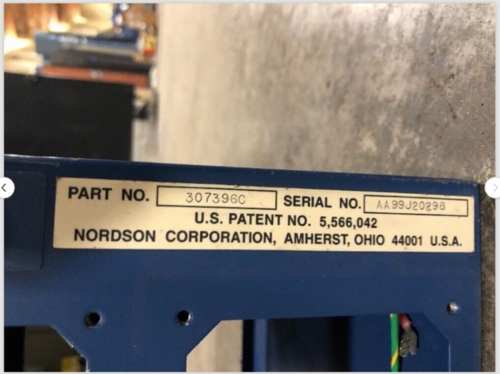 PART NO. 307396C SERIAL NO. AA99J20298
U.S. PATENT NO. 5,566,042
NORDSON CORPORATION, AMHERST, OHIO 44001 U.S.A.